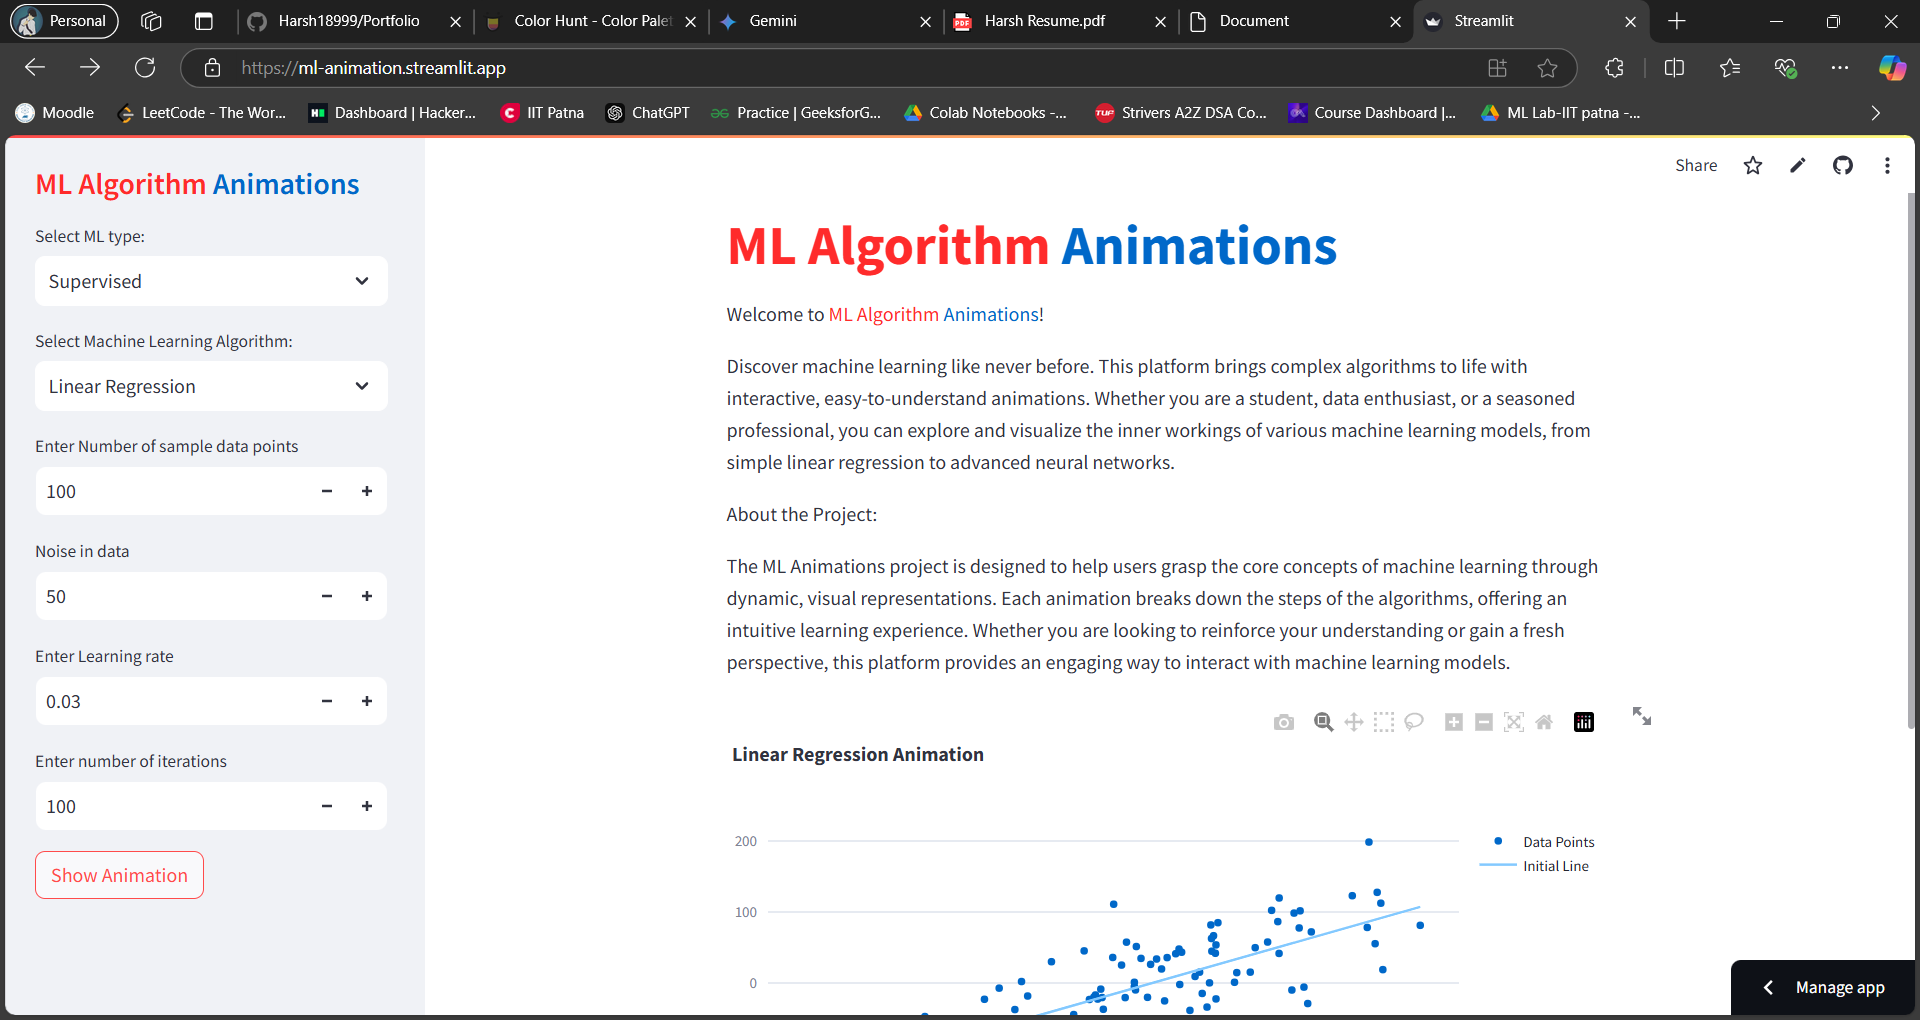 Personal
Harsh18999/Portfolio
Color Hunt - Color Palet
Gemini
Harsh Resume.pdf
Document
Streamlit
https://ml-animation.streamlit.app
Moodle
LeetCode - The Wor...
Dashboard | Hacker...
IIT Patna
ChatGPT
Practice | GeeksforG...
Colab Notebooks -...
Strivers A2Z DSA Co...
Course Dashboard |...
ML Lab-IIT patna -...
ML Algorithm Animations
Select ML type:
Supervised
Select Machine Learning Algorithm:
Linear Regression
Enter Number of sample data points
100
Noise in data
50
Enter Learning rate
0.03
Enter number of iterations
100
Show Animation
Share
ML Algorithm Animations
Welcome to ML Algorithm Animations!
Discover machine learning like never before. This platform brings complex algorithms to life with
interactive, easy-to-understand animations. Whether you are a student, data enthusiast, or a seasoned
professional, you can explore and visualize the inner workings of various machine learning models, from
simple linear regression to advanced neural networks.
About the Project:
The ML Animations project is designed to help users grasp the core concepts of machine learning through
dynamic, visual representations. Each animation breaks down the steps of the algorithms, offering an
intuitive learning experience. Whether you are looking to reinforce your understanding or gain a fresh
perspective, this platform provides an engaging way to interact with machine learning models.
Linear Regression Animation
200
100
0
Data Points
Initial Line
Manage app